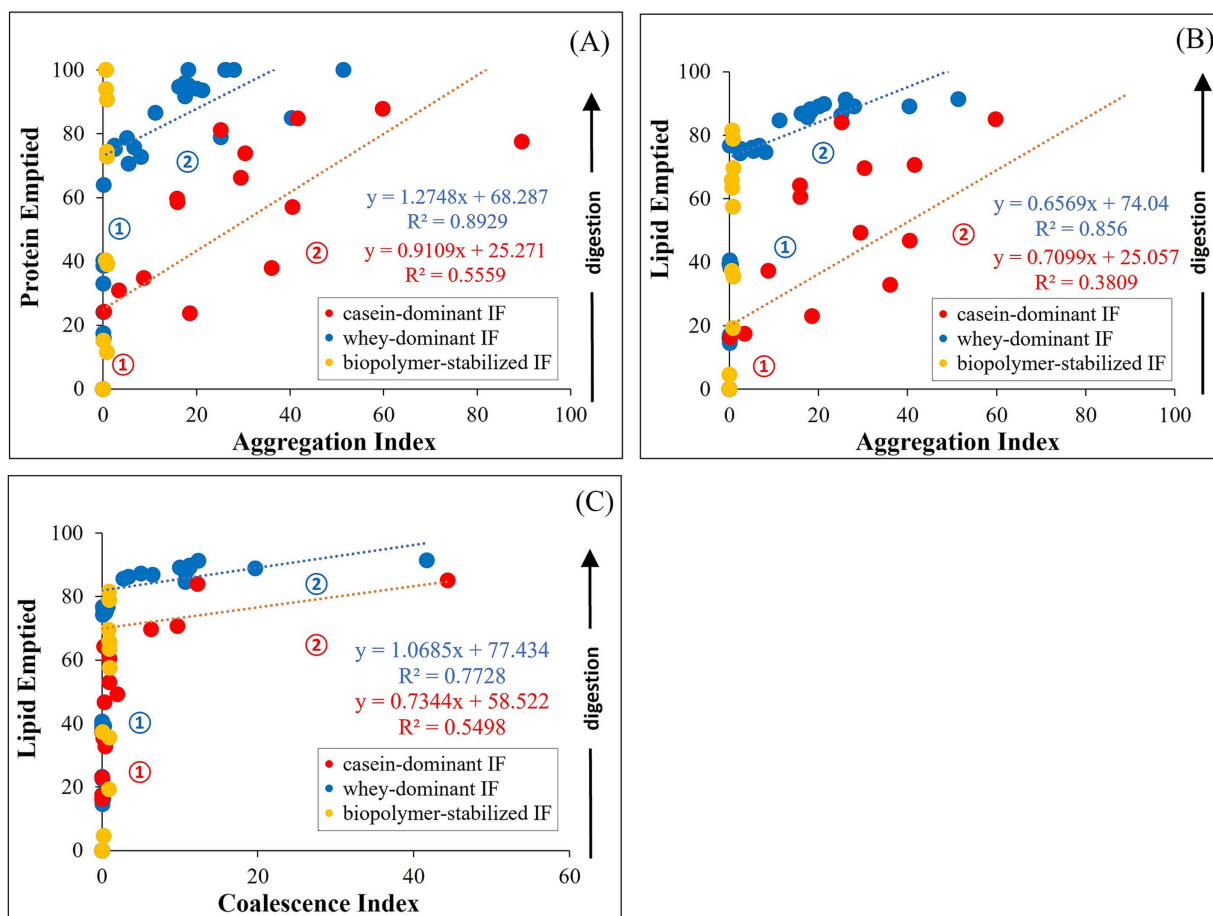 (A)
Protein Emptied
100
80
60
40
20
0
②
①
y = 1.2748x + 68.287
R² = 0.8929
y = 0.9109x + 25.271
R² = 0.5559
②
①
casein-dominant IF
whey-dominant IF
biopolymer-stabilized IF
digestion
0 20 40 60 80 100
Aggregation Index
(B)
Lipid Emptied
100
80
60
40
20
0
②
①
y = 0.6569x + 74.04
R² = 0.856
②
y = 0.7099x + 25.057
R² = 0.3809
①
casein-dominant IF
whey-dominant IF
biopolymer-stabilized IF
digestion
0 20 40 60 80 100
Aggregation Index
(C)
Lipid Emptied
100
80
60
40
20
0
②
②
y = 1.0685x + 77.434
R² = 0.7728
y = 0.7344x + 58.522
R² = 0.5498
①
①
casein-dominant IF
whey-dominant IF
biopolymer-stabilized IF
digestion
0 20 40 60
Coalescence Index